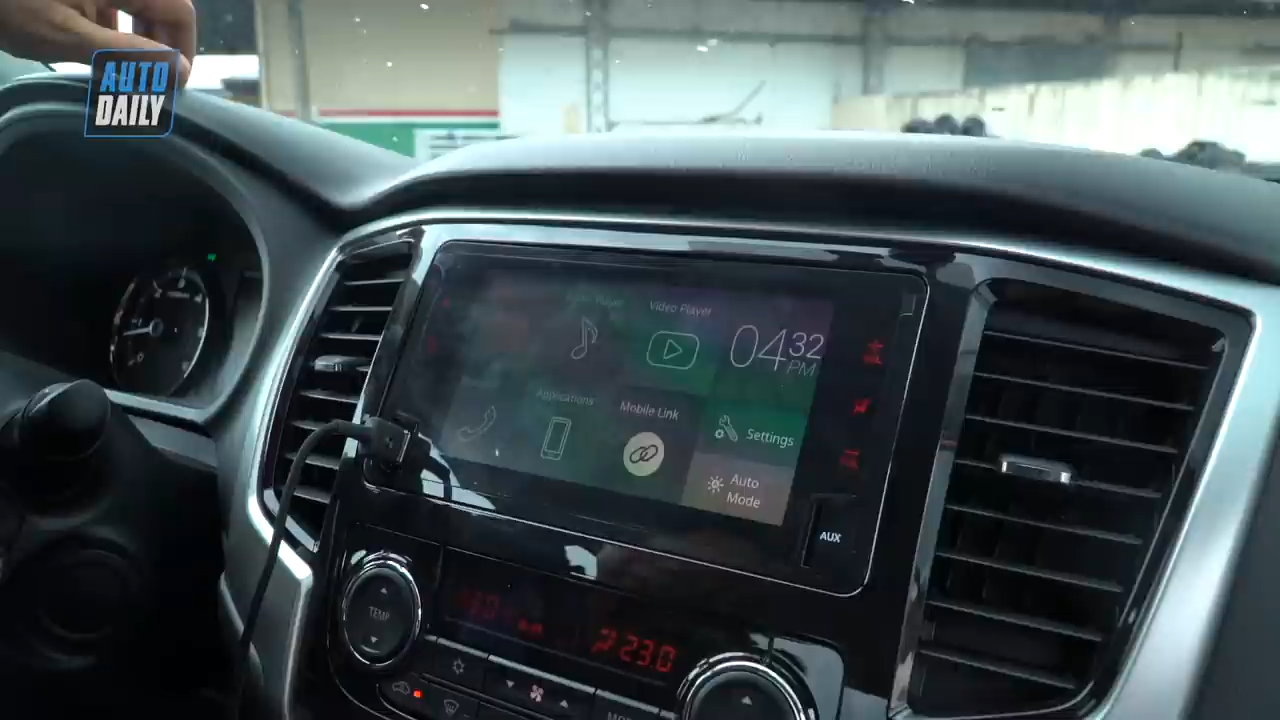 AUTO
DAILY
Video Player
04 32
PM
Applications
Mobile Link
Settings
Auto
Mode
AUX
TEMP
23.0